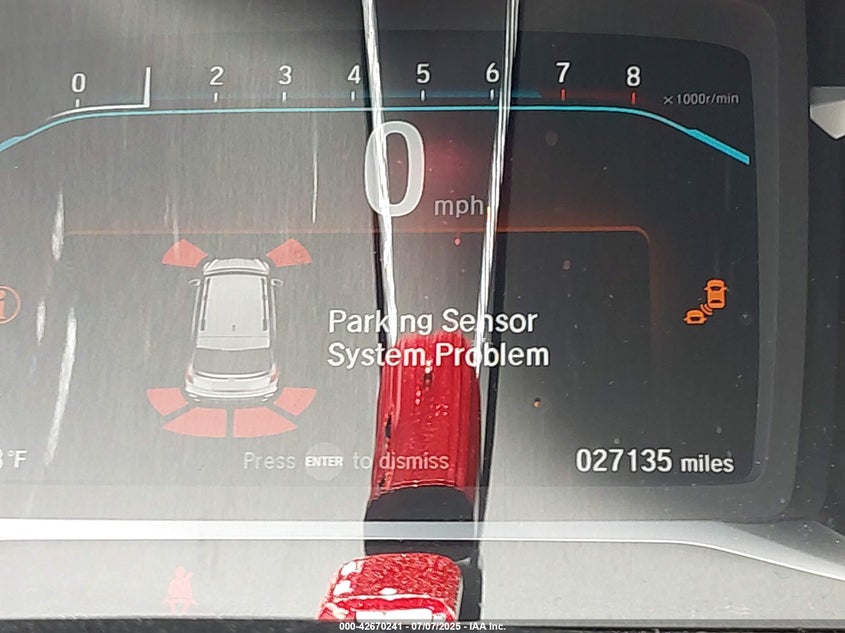 0 2 3 4 5 6 7 8 x1000r/min
0 mph
i
Parking Sensor
System Problem
°F
Press ENTER to dismiss
027135 miles
000-42670241 - 07/07/2025 - IAA Inc.